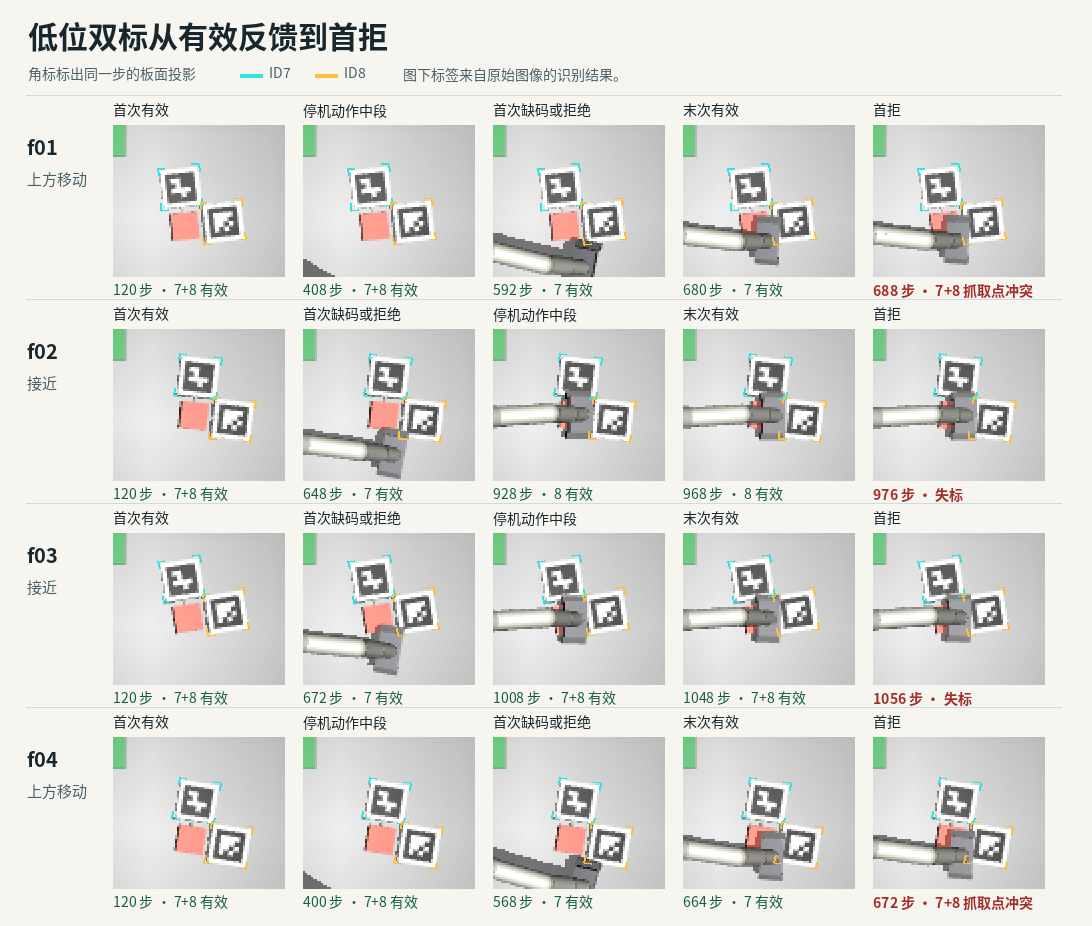 低位双标从有效反馈到首拒
角标标出同一步的板面投影 ID7 ID8 图下标签来自原始图像的识别结果。
首次有效 停机动作中段 首次缺码或拒绝 末次有效 首拒
f01
上方移动
120 步 · 7+8 有效 408 步 · 7+8 有效 592 步 · 7 有效 680 步 · 7 有效 688 步 · 7+8 抓取点冲突
首次有效 首次缺码或拒绝 停机动作中段 末次有效 首拒
f02
接近
120 步 · 7+8 有效 648 步 · 7 有效 928 步 · 8 有效 968 步 · 8 有效 976 步 · 失标
首次有效 首次缺码或拒绝 停机动作中段 末次有效 首拒
f03
接近
120 步 · 7+8 有效 672 步 · 7 有效 1008 步 · 7+8 有效 1048 步 · 7+8 有效 1056 步 · 失标
首次有效 停机动作中段 首次缺码或拒绝 末次有效 首拒
f04
上方移动
120 步 · 7+8 有效 400 步 · 7+8 有效 568 步 · 7 有效 664 步 · 7 有效 672 步 · 7+8 抓取点冲突